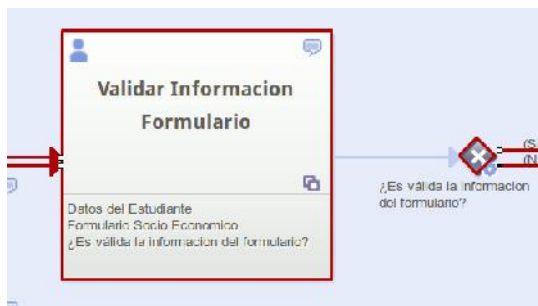 Validar Informacion
Formulario
Datos del Estudiante
Formulario Socio Economico
¿Es válida la informacion del formulario?
¿Es válida la informacion
del formulario?